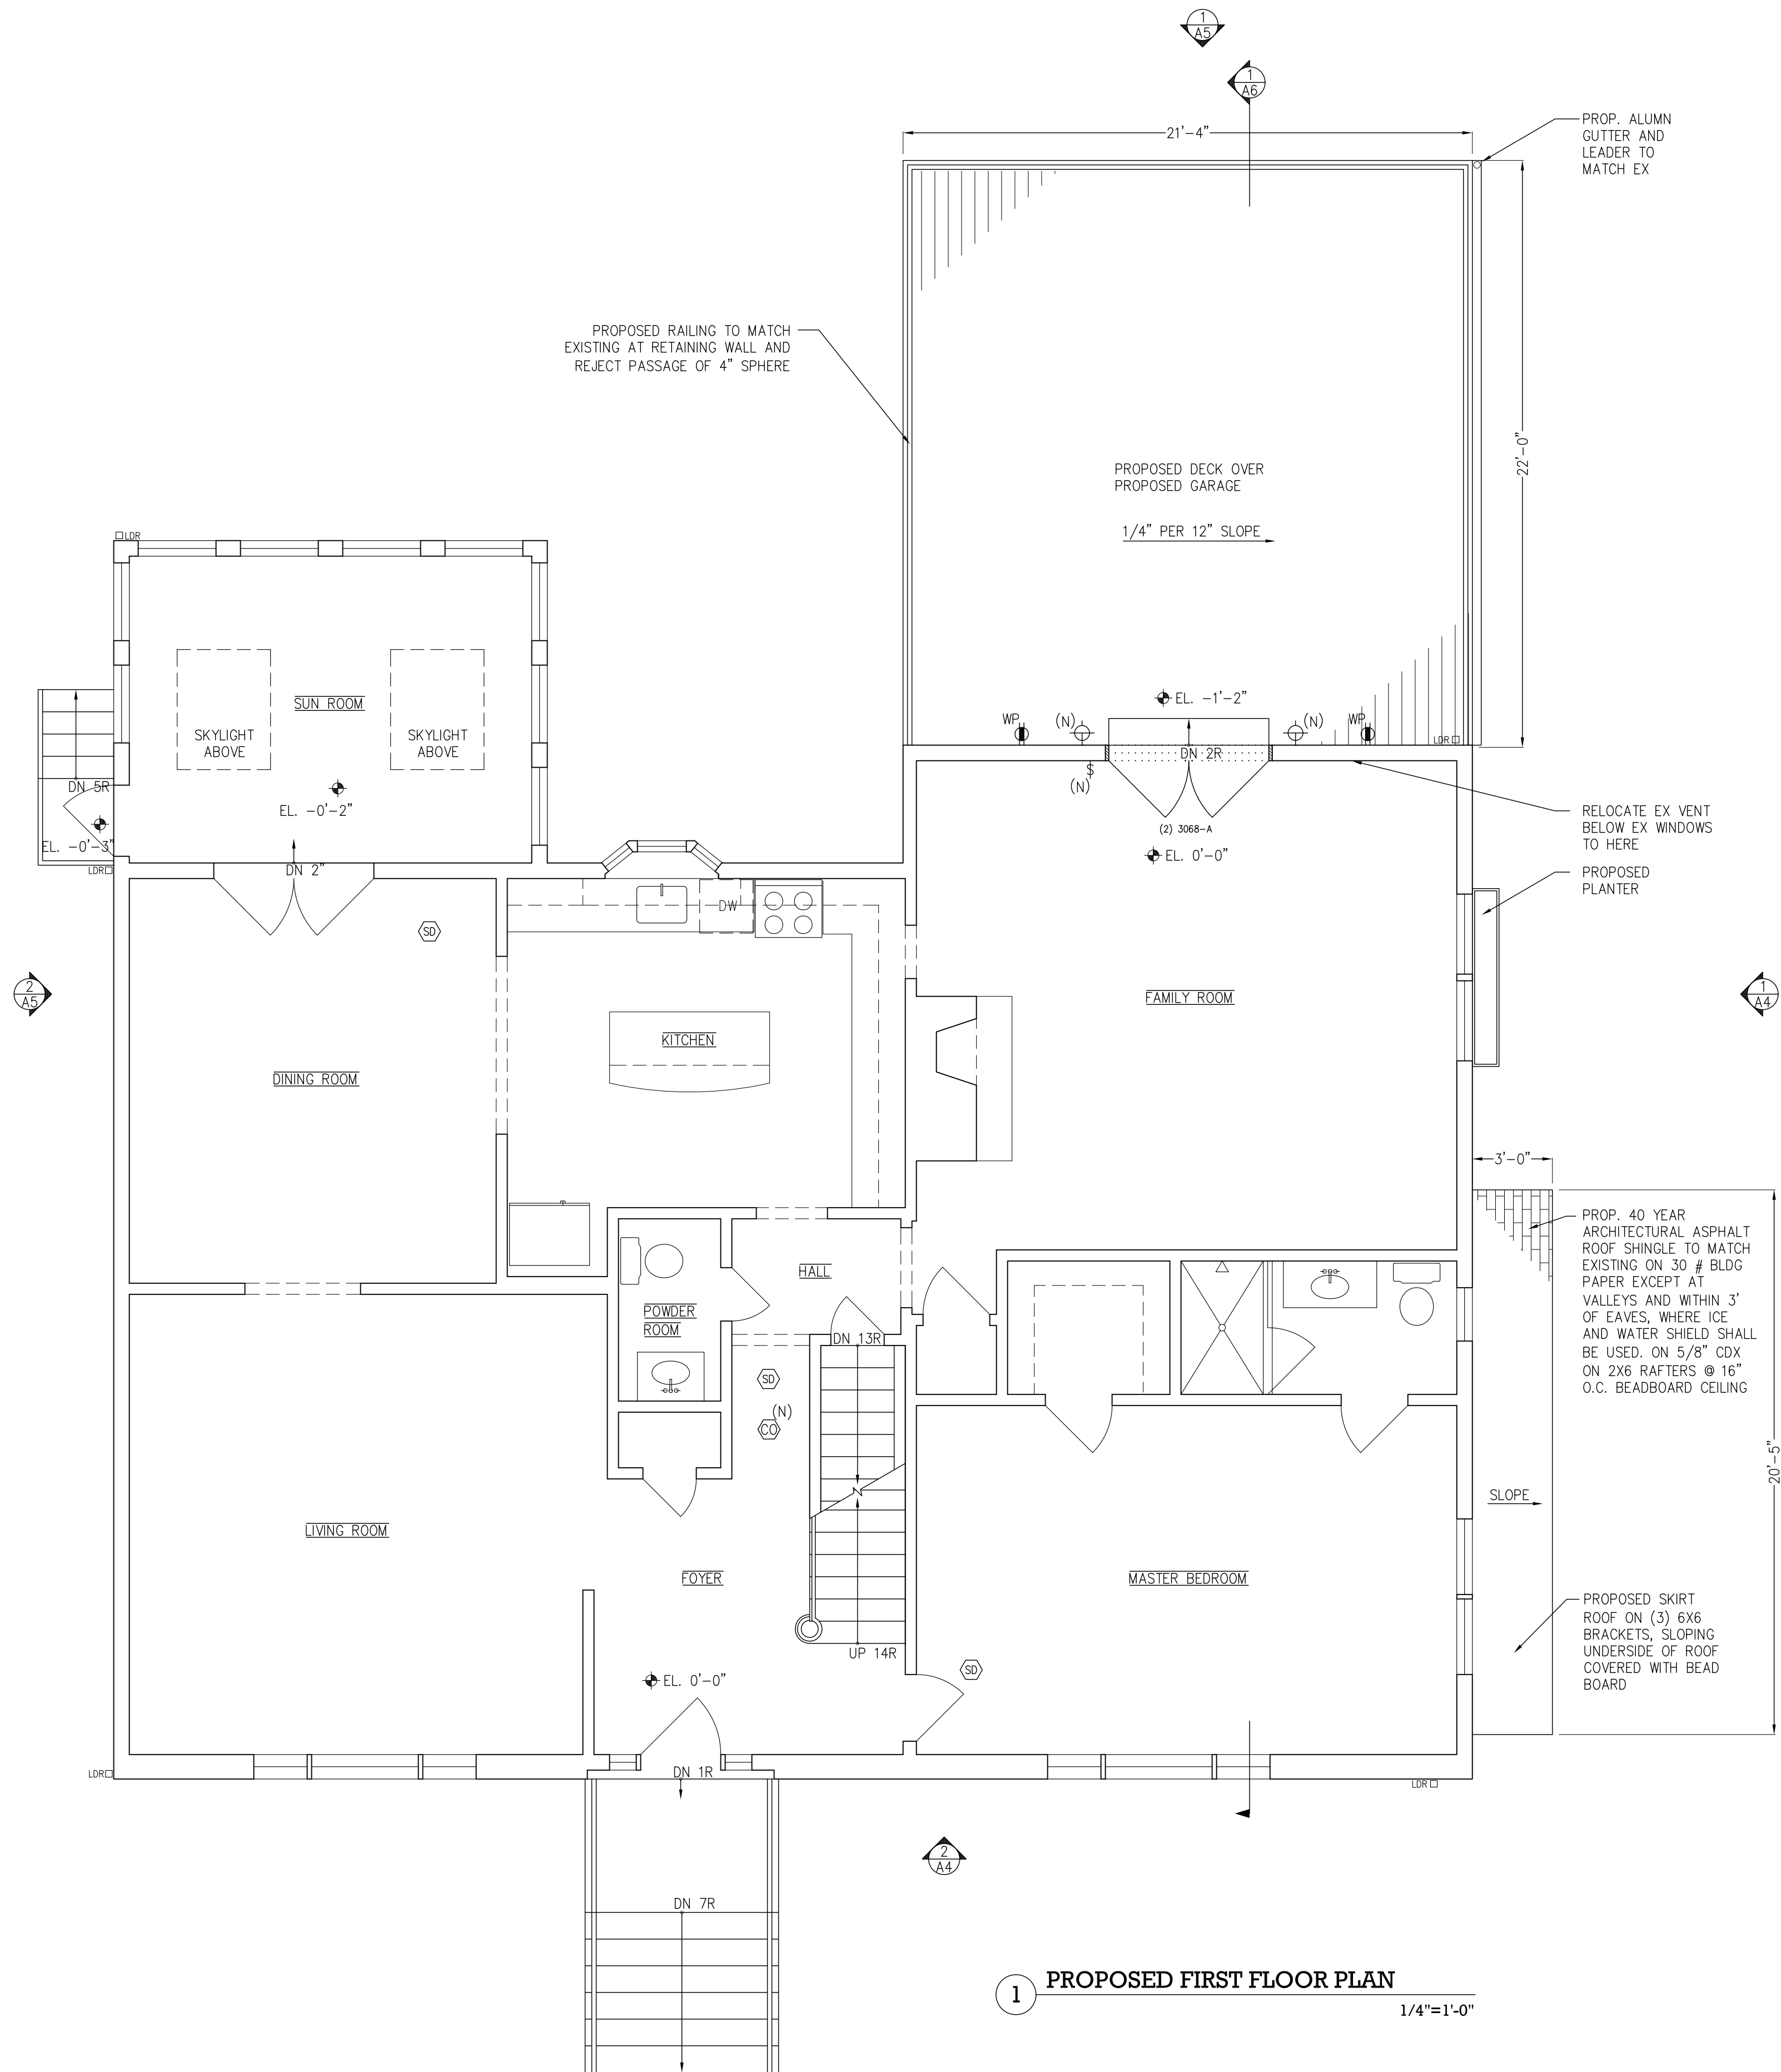 1
A5
1
A6
21'-4"
PROP. ALUMN
GUTTER AND
LEADER TO
MATCH EX
PROPOSED RAILING TO MATCH
EXISTING AT RETAINING WALL AND
REJECT PASSAGE OF 4" SPHERE
22'-0"
PROPOSED DECK OVER
PROPOSED GARAGE
1/4" PER 12" SLOPE
LDR
EL. -1'-2"
WP
(N)
(N)
WP
LDR
DN 2R
$
(N)
(2) 3068-A
EL. 0'-0"
SUN ROOM
SKYLIGHT
ABOVE
SKYLIGHT
ABOVE
EL. -0'-2"
DN 5R
EL. -0'-3"
LDR
DN 2"
RELOCATE EX VENT
BELOW EX WINDOWS
TO HERE
PROPOSED
PLANTER
SD
DW
2
A5
FAMILY ROOM
1
A4
KITCHEN
DINING ROOM
3'-0"
PROP. 40 YEAR
ARCHITECTURAL ASPHALT
ROOF SHINGLE TO MATCH
EXISTING ON 30 # BLDG
PAPER EXCEPT AT
VALLEYS AND WITHIN 3'
OF EAVES, WHERE ICE
AND WATER SHIELD SHALL
BE USED. ON 5/8" CDX
ON 2X6 RAFTERS @ 16"
O.C. BEADBOARD CEILING
HALL
POWDER
ROOM
DN 13R
SD
(N)
CO
20'-5"
SLOPE
LIVING ROOM
FOYER
MASTER BEDROOM
PROPOSED SKIRT
ROOF ON (3) 6X6
BRACKETS, SLOPING
UNDERSIDE OF ROOF
COVERED WITH BEAD
BOARD
UP 14R
SD
EL. 0'-0"
LDR
DN 1R
LDR
2
A4
DN 7R
1
PROPOSED FIRST FLOOR PLAN
1/4"=1'-0"